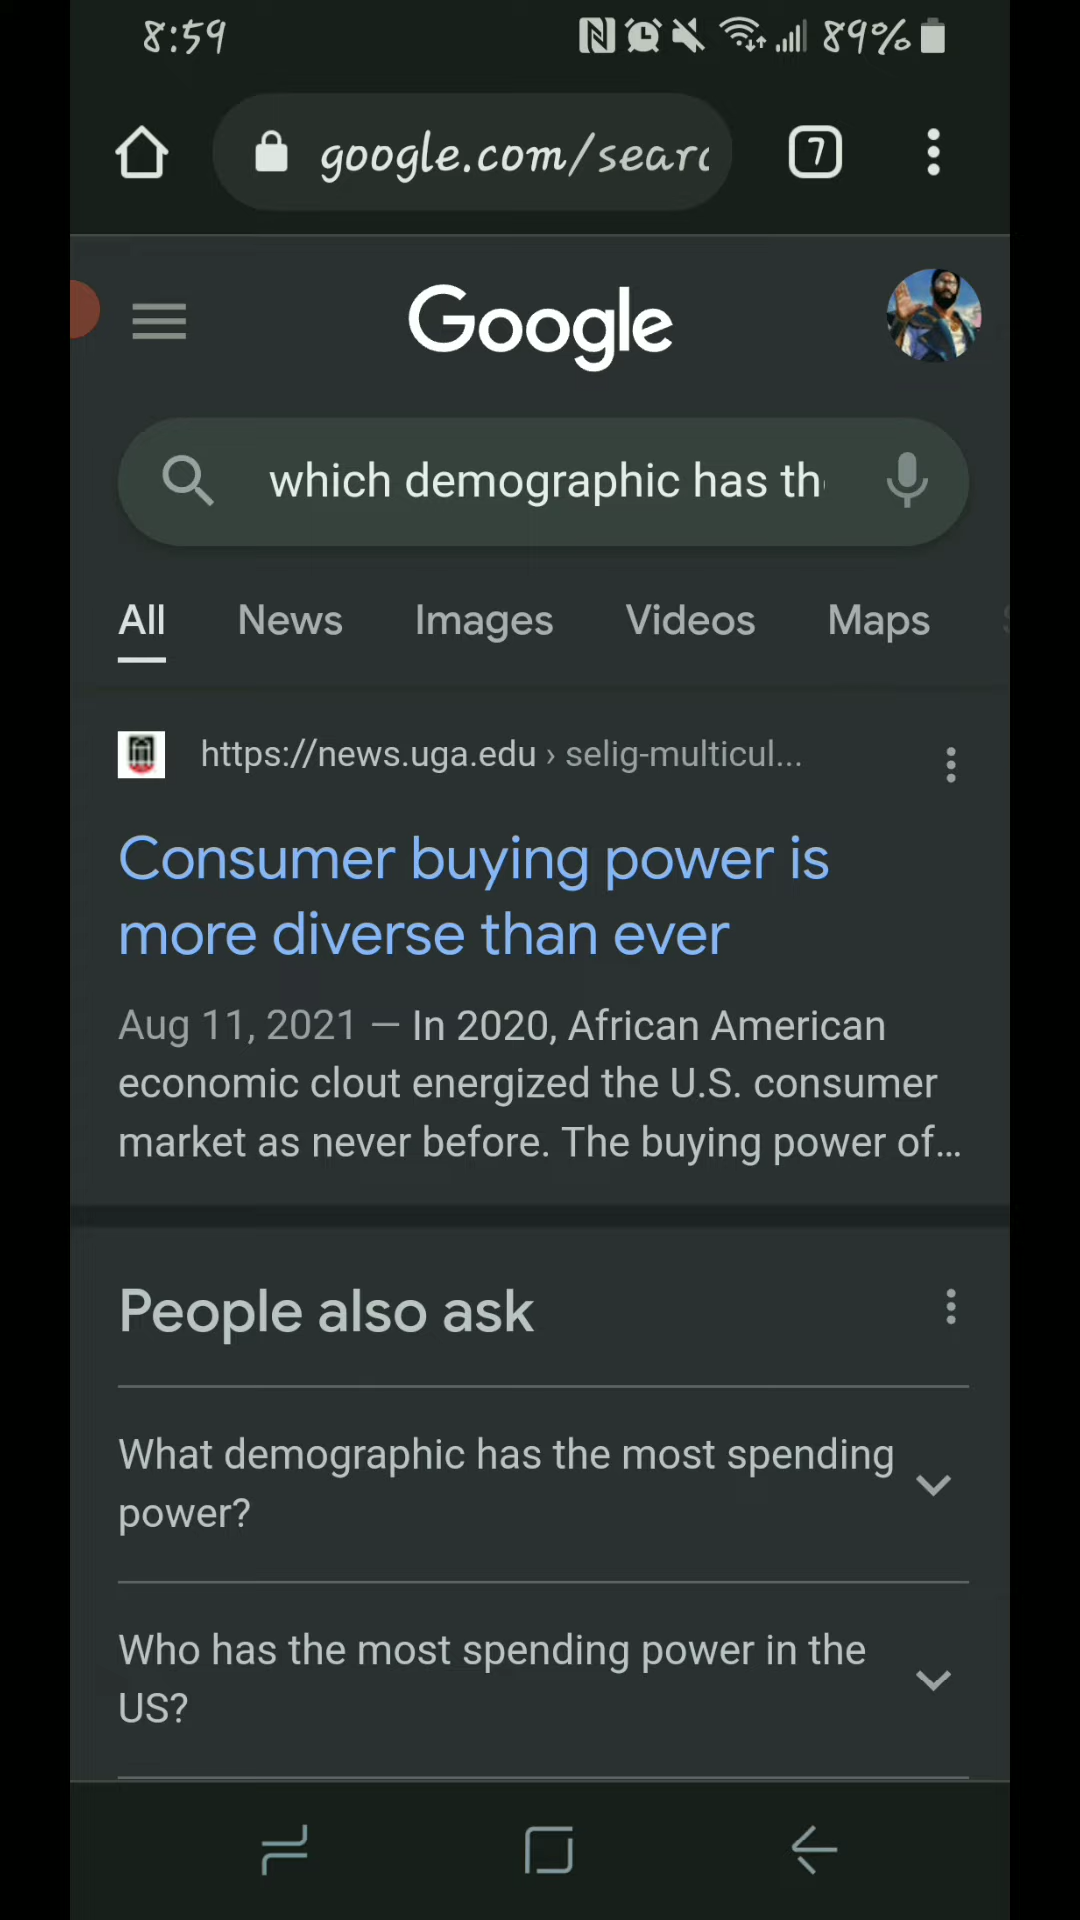 8:59 89%
google.com/searc
7
Google
which demographic has th
All News Images Videos Maps
https://news.uga.edu › selig-multicul...
Consumer buying power is
more diverse than ever
Aug 11, 2021 — In 2020, African American
economic clout energized the U.S. consumer
market as never before. The buying power of...
People also ask
What demographic has the most spending
power?
Who has the most spending power in the
US?